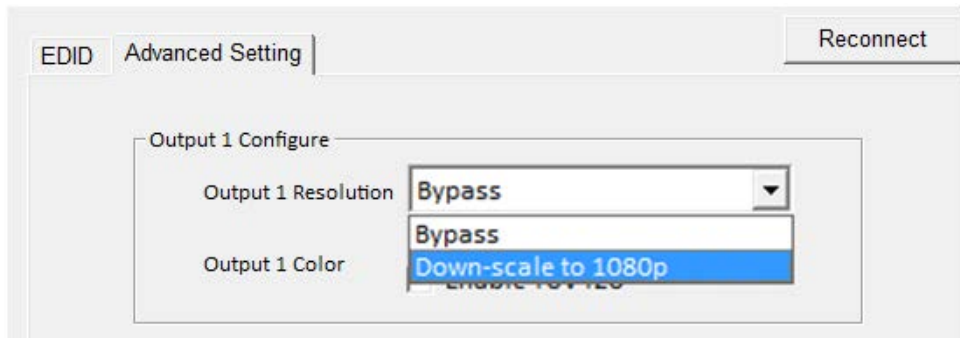 Reconnect
EDID
Advanced Setting
Output 1 Configure
Output 1 Resolution
Bypass
Bypass
Down-scale to 1080p
Output 1 Color